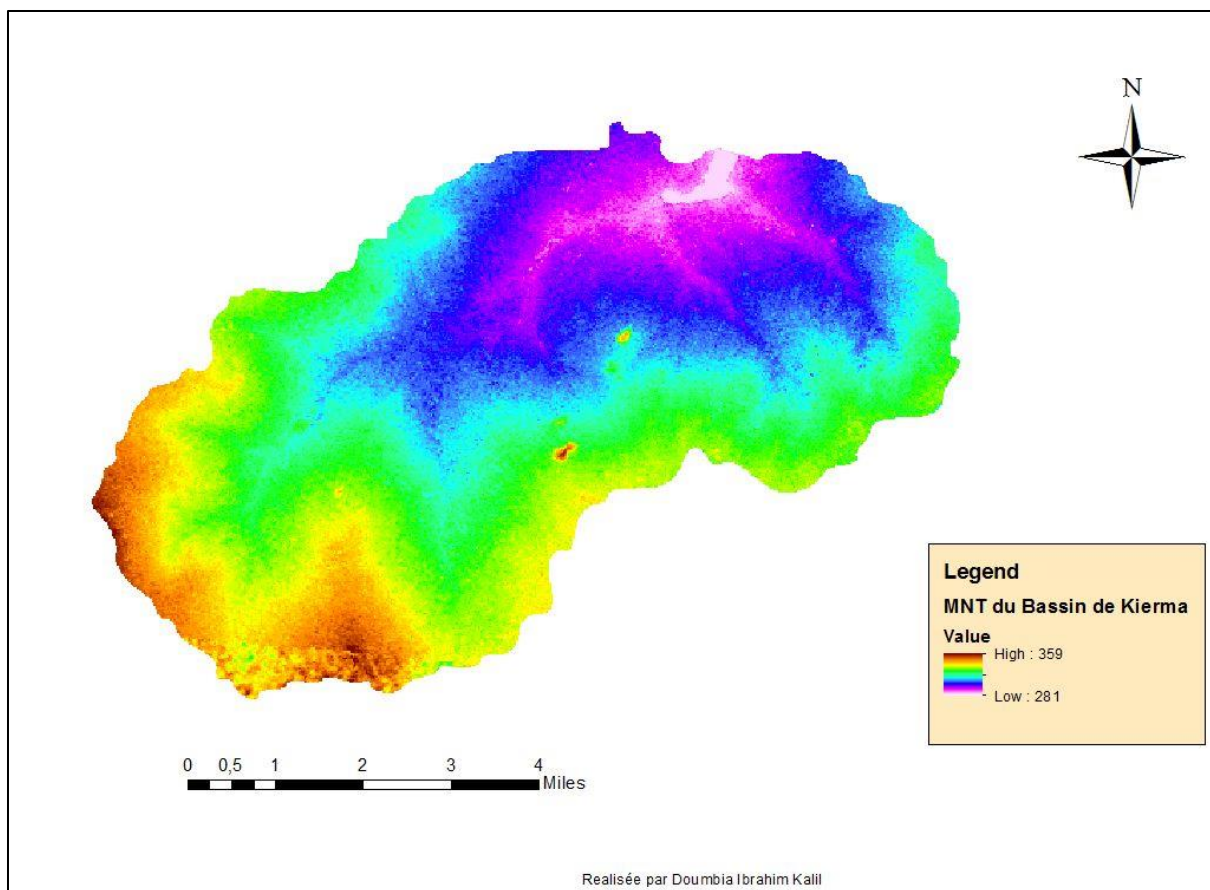 N
Legend
MNT du Bassin de Kierma
Value
High : 359
Low : 281
0 0,5 1 2 3 4
Miles
Realisée par Doumbia Ibrahim Kalil